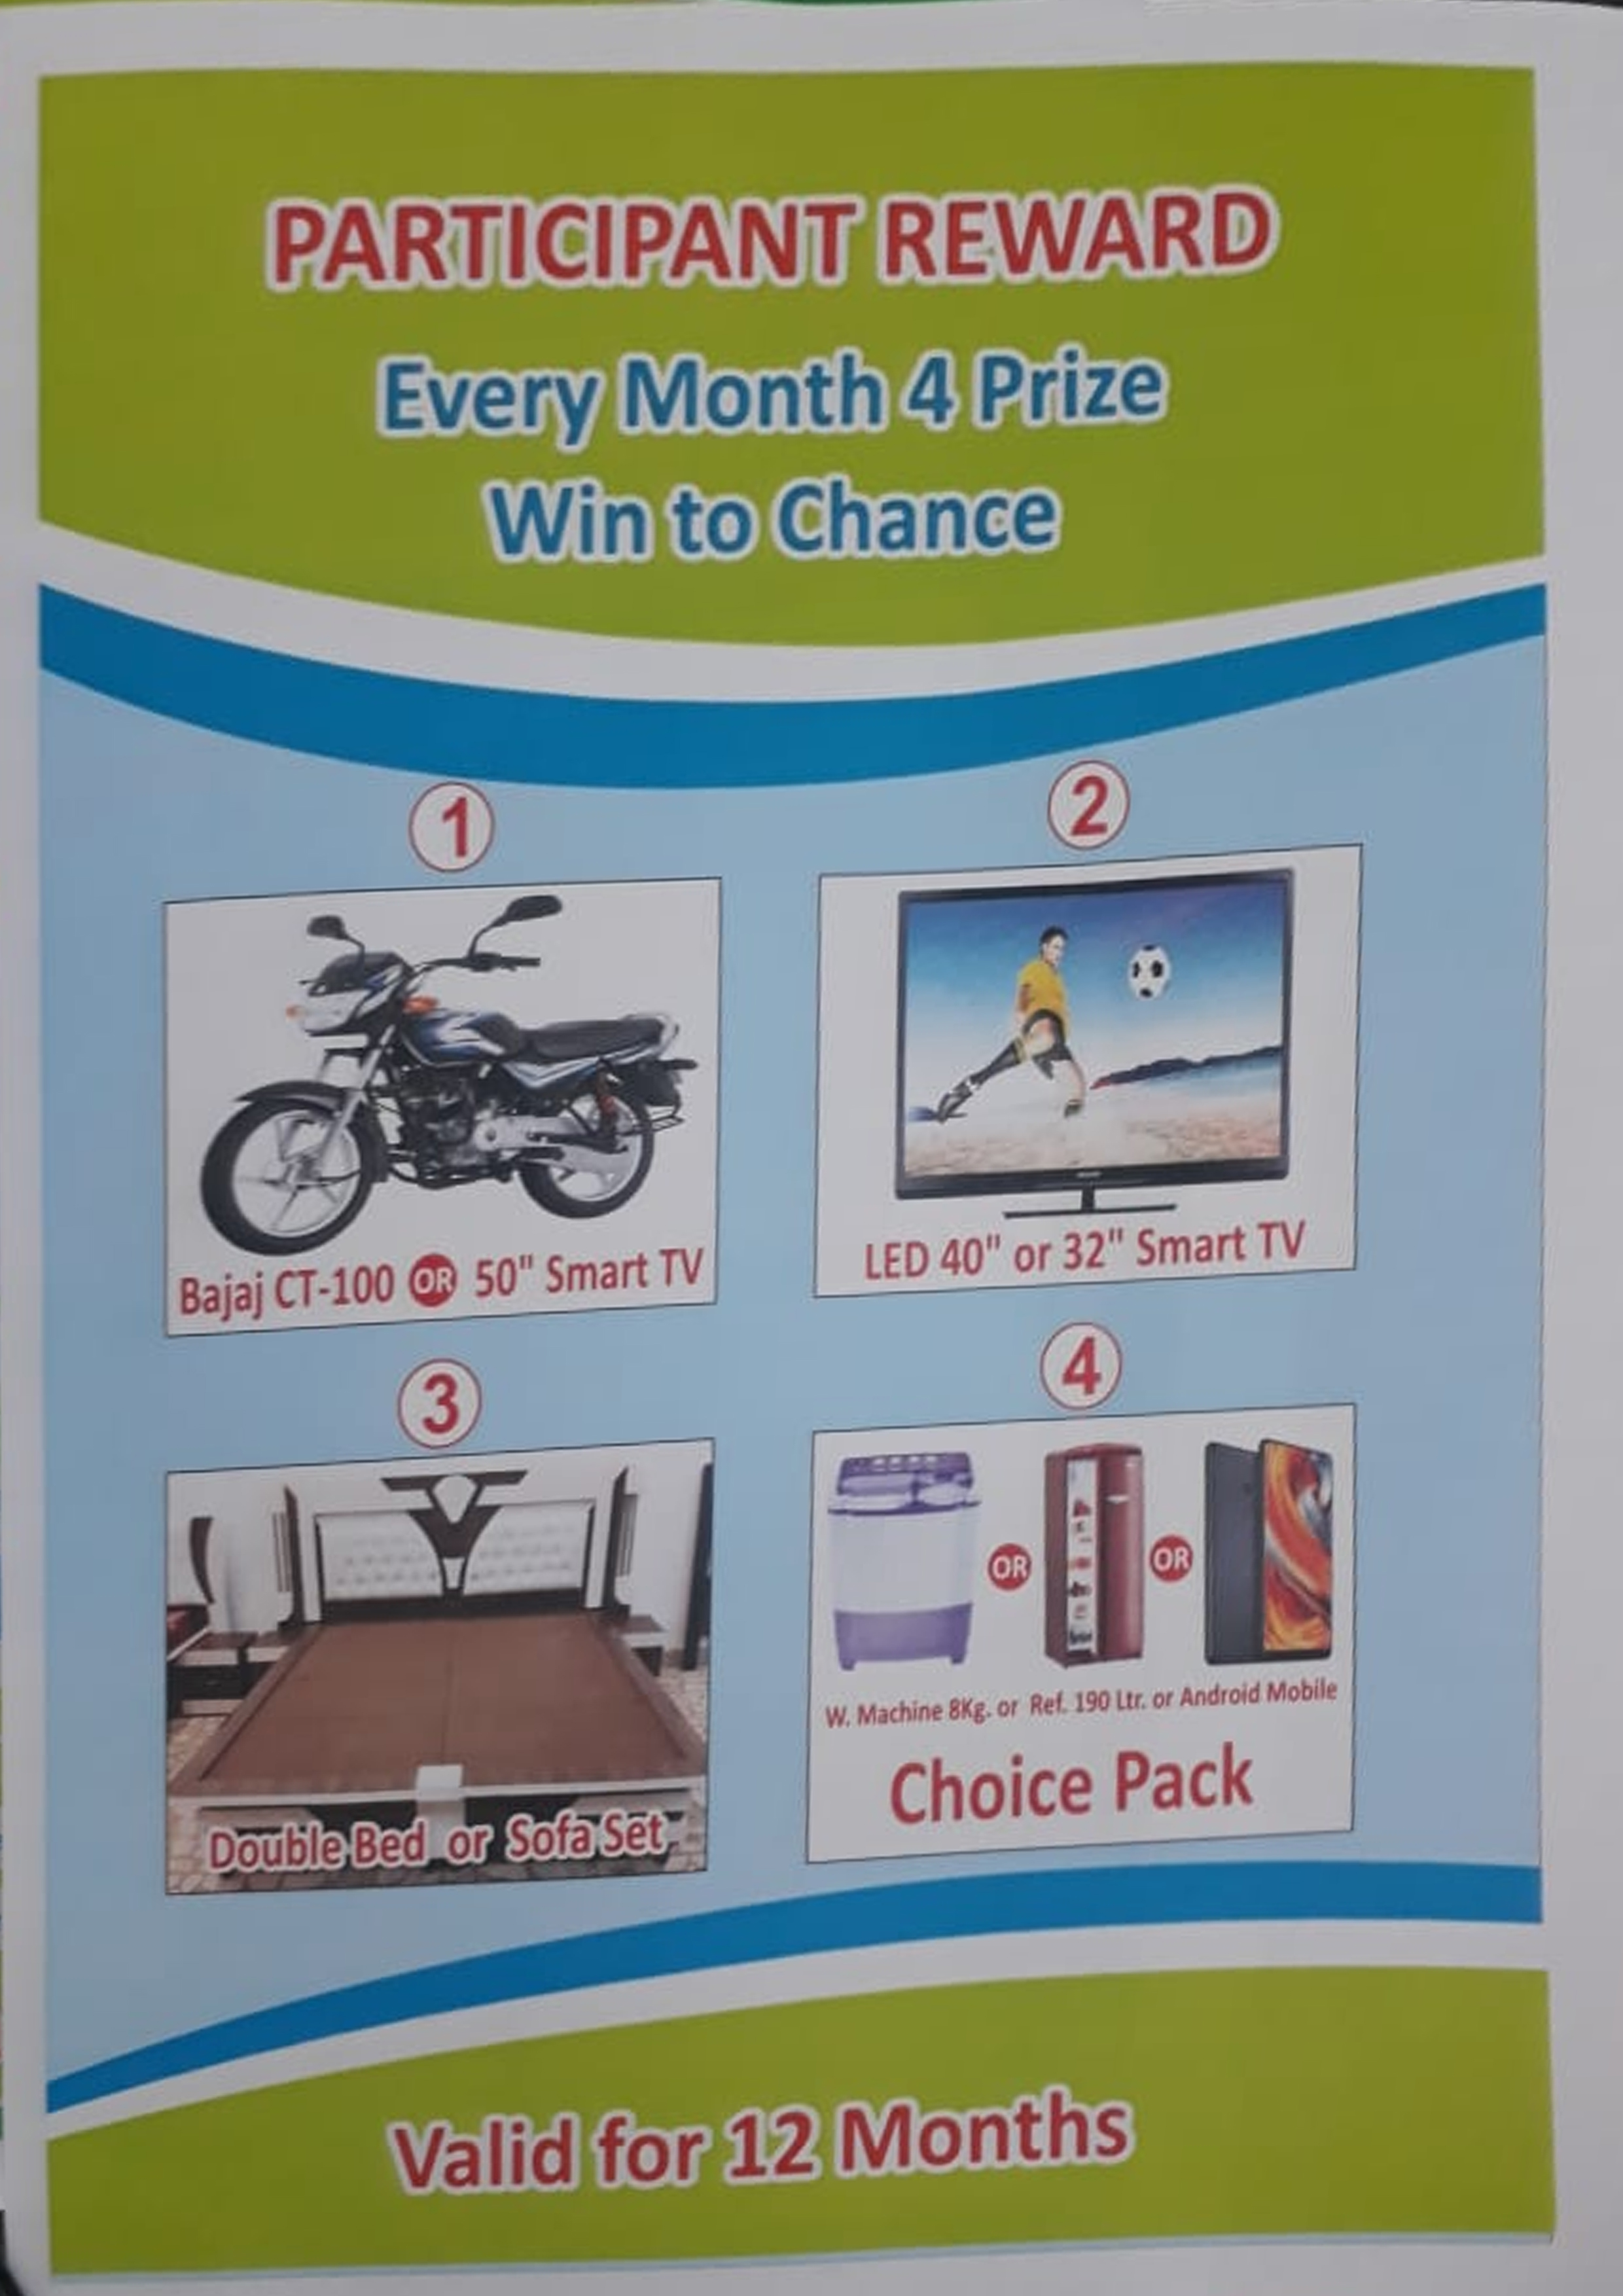 PARTICIPANT REWARD
Every Month 4 Prize
Win to Chance
1
2
Bajaj CT-100 OR 50" Smart TV
LED 40" or 32" Smart TV
3
4
OR
OR
Double Bed or Sofa Set
W. Machine 8Kg. or Ref. 190 Ltr. or Android Mobile
Choice Pack
Valid for 12 Months